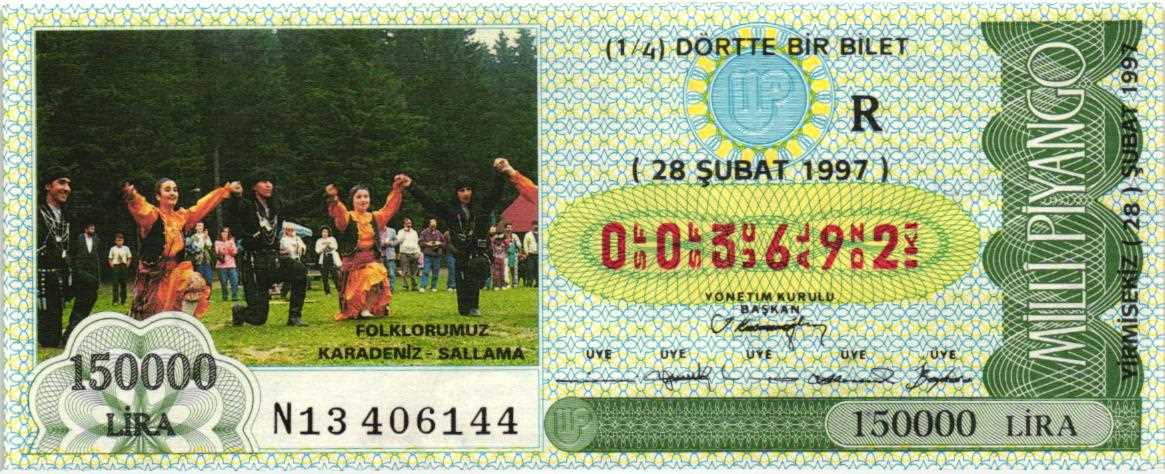 (1/4) DÖRTTE BİR BİLET
R
( 28 ŞUBAT 1997 )
0 0 3 6 9 2
YÖNETİM KURULU
BAŞKAN
ÜYE ÜYE ÜYE ÜYE ÜYE
FOLKLORUMUZ
KARADENİZ - SALLAMA
150000
LİRA
N13 406144
150000 LİRA
MİLLİ PİYANGO
YİRMİSEKİZ ( 28 ) ŞUBAT 1997